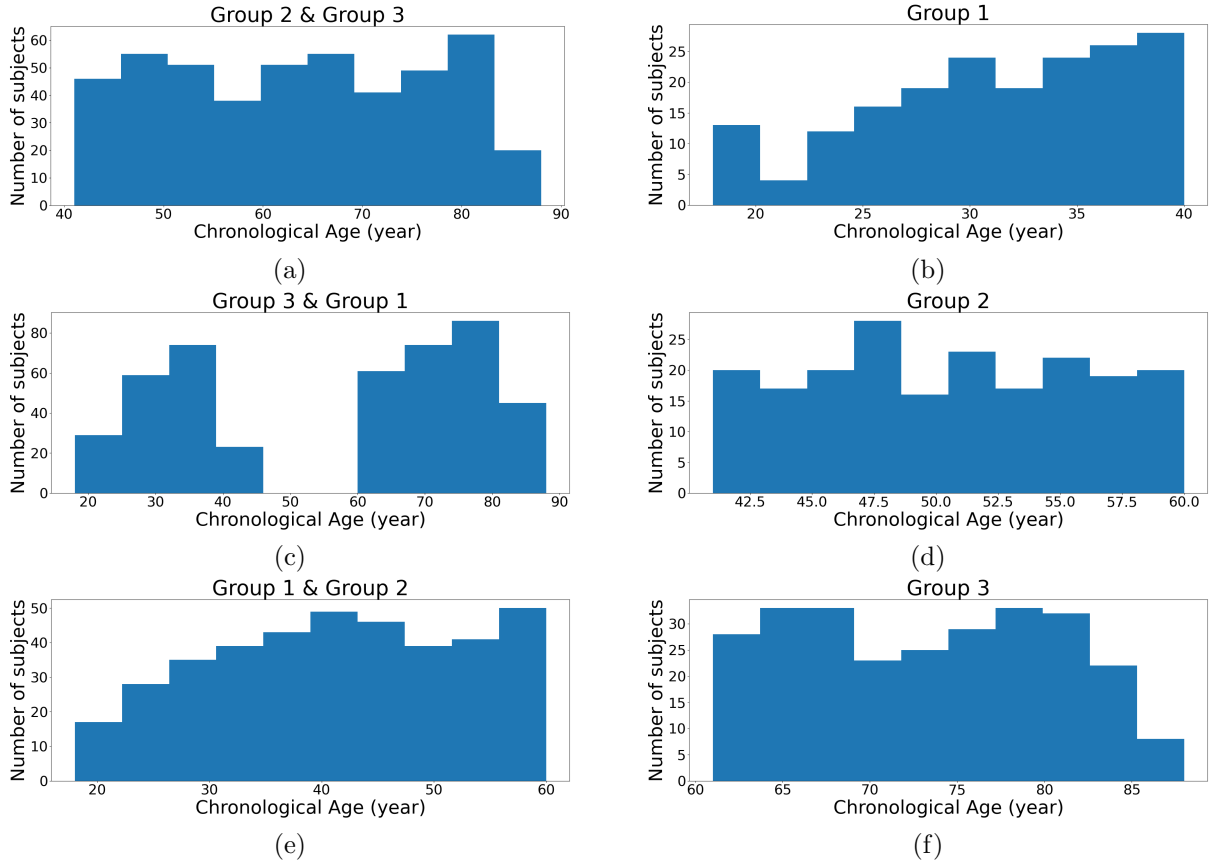 Group 2 & Group 3
Number of subjects
60
50
40
30
20
10
0
40 50 60 70 80 90
Chronological Age (year)
(a)
Group 1
Number of subjects
25
20
15
10
5
0
20 25 30 35 40
Chronological Age (year)
(b)
Group 3 & Group 1
Number of subjects
80
60
40
20
0
20 30 40 50 60 70 80 90
Chronological Age (year)
(c)
Group 2
Number of subjects
25
20
15
10
5
0
42.5 45.0 47.5 50.0 52.5 55.0 57.5 60.0
Chronological Age (year)
(d)
Group 1 & Group 2
Number of subjects
50
40
30
20
10
0
20 30 40 50 60
Chronological Age (year)
(e)
Group 3
Number of subjects
30
25
20
15
10
5
0
60 65 70 75 80 85
Chronological Age (year)
(f)